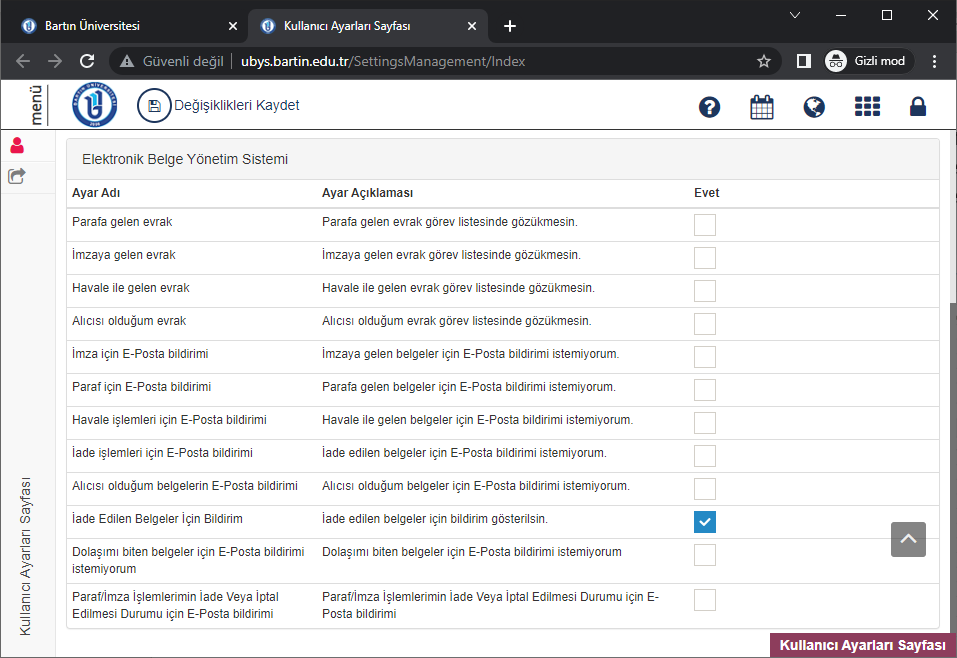 Bartın Üniversitesi
Kullanıcı Ayarları Sayfası
Güvenli değil
ubys.bartin.edu.tr/SettingsManagement/Index
Gizli mod
menü
Değişiklikleri Kaydet
Elektronik Belge Yönetim Sistemi
Ayar Adı Ayar Açıklaması Evet
Parafa gelen evrak Parafa gelen evrak görev listesinde gözükmesin.
İmzaya gelen evrak İmzaya gelen evrak görev listesinde gözükmesin.
Havale ile gelen evrak Havale ile gelen evrak görev listesinde gözükmesin.
Alıcısı olduğum evrak Alıcısı olduğum evrak görev listesinde gözükmesin.
İmza için E-Posta bildirimi İmzaya gelen belgeler için E-Posta bildirimi istemiyorum.
Paraf için E-Posta bildirimi Parafa gelen belgeler için E-Posta bildirimi istemiyorum.
Havale işlemleri için E-Posta bildirimi Havale ile gelen belgeler için E-Posta bildirimi istemiyorum.
İade işlemleri için E-Posta bildirimi İade edilen belgeler için E-Posta bildirimi istemiyorum.
Alıcısı olduğum belgelerin E-Posta bildirimi Alıcısı olduğum belgeler için E-Posta bildirimi istemiyorum.
İade Edilen Belgeler İçin Bildirim İade edilen belgeler için bildirim gösterilsin.
Dolaşımı biten belgeler için E-Posta bildirimi Dolaşımı biten belgeler için E-Posta bildirimi istemiyorum
istemiyorum
Paraf/İmza İşlemlerimin İade Veya İptal Paraf/İmza İşlemlerimin İade Veya İptal Edilmesi Durumu için E-
Edilmesi Durumu için E-Posta bildirimi Posta bildirimi
Kullanıcı Ayarları Sayfası
Kullanıcı Ayarları Sayfası